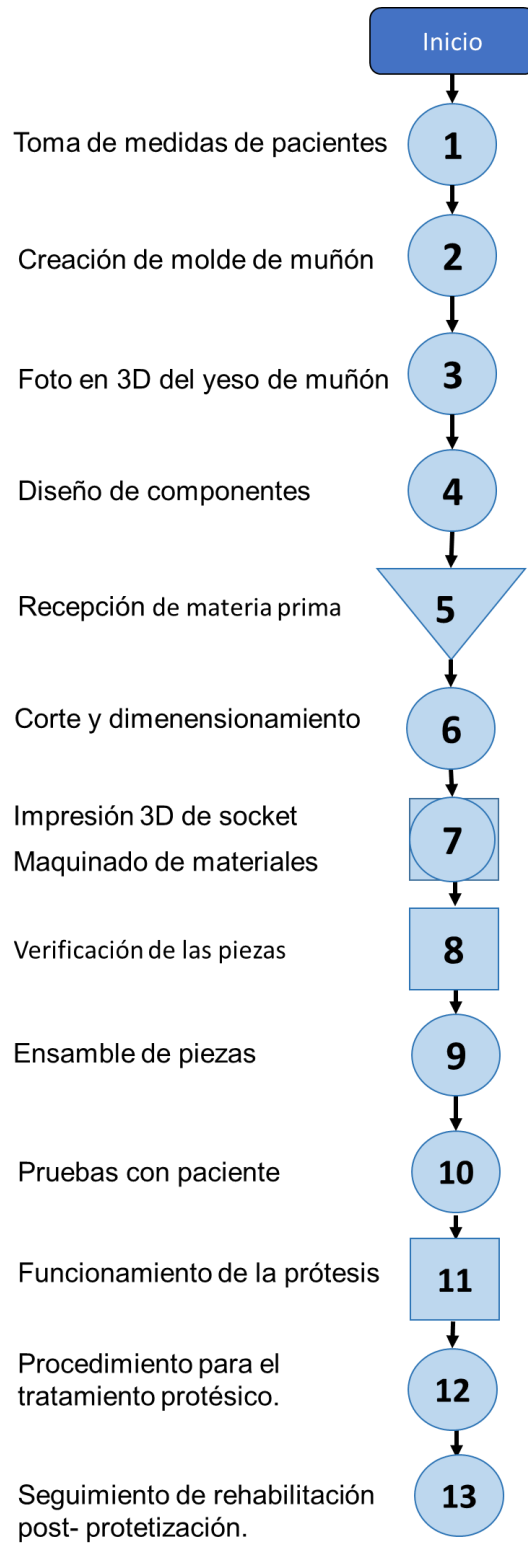 Inicio
Toma de medidas de pacientes
1
Creación de molde de muñón
2
Foto en 3D del yeso de muñón
3
Diseño de componentes
4
Recepción de materia prima
5
Corte y dimenensionamiento
6
Impresión 3D de socket
Maquinado de materiales
7
Verificación de las piezas
8
Ensamble de piezas
9
Pruebas con paciente
10
Funcionamiento de la prótesis
11
Procedimiento para el
tratamiento protésico.
12
Seguimiento de rehabilitación
post- protetización.
13